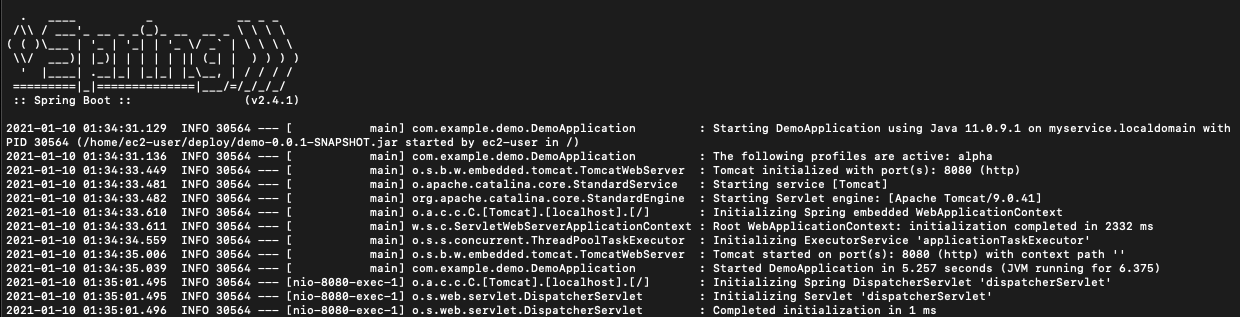 .   ____          _            __ _ _
 /\\ / ___'_ __ _ _(_)_ __  __ _ \ \ \ \
( ( )\___ | '_ | '_| | '_ \/ _` | \ \ \ \
 \\/  ___)| |_)| | | | | || (_| |  ) ) ) )
  '  |____| .__|_| |_|_| |_\__, | / / / /
 =========|_|==============|___/=/_/_/_/
 :: Spring Boot ::                (v2.4.1)
2021-01-10 01:34:31.129  INFO 30564 --- [           main] com.example.demo.DemoApplication         : Starting DemoApplication using Java 11.0.9.1 on myservice.localdomain with
PID 30564 (/home/ec2-user/deploy/demo-0.0.1-SNAPSHOT.jar started by ec2-user in /)
2021-01-10 01:34:31.136  INFO 30564 --- [           main] com.example.demo.DemoApplication         : The following profiles are active: alpha
2021-01-10 01:34:33.449  INFO 30564 --- [           main] o.s.b.w.embedded.tomcat.TomcatWebServer  : Tomcat initialized with port(s): 8080 (http)
2021-01-10 01:34:33.481  INFO 30564 --- [           main] o.apache.catalina.core.StandardService   : Starting service [Tomcat]
2021-01-10 01:34:33.482  INFO 30564 --- [           main] org.apache.catalina.core.StandardEngine  : Starting Servlet engine: [Apache Tomcat/9.0.41]
2021-01-10 01:34:33.610  INFO 30564 --- [           main] o.a.c.c.C.[Tomcat].[localhost].[/]       : Initializing Spring embedded WebApplicationContext
2021-01-10 01:34:33.611  INFO 30564 --- [           main] w.s.c.ServletWebServerApplicationContext : Root WebApplicationContext: initialization completed in 2332 ms
2021-01-10 01:34:34.559  INFO 30564 --- [           main] o.s.s.concurrent.ThreadPoolTaskExecutor  : Initializing ExecutorService 'applicationTaskExecutor'
2021-01-10 01:34:35.006  INFO 30564 --- [           main] o.s.b.w.embedded.tomcat.TomcatWebServer  : Tomcat started on port(s): 8080 (http) with context path ''
2021-01-10 01:34:35.039  INFO 30564 --- [           main] com.example.demo.DemoApplication         : Started DemoApplication in 5.257 seconds (JVM running for 6.375)
2021-01-10 01:35:01.495  INFO 30564 --- [nio-8080-exec-1] o.a.c.c.C.[Tomcat].[localhost].[/]       : Initializing Spring DispatcherServlet 'dispatcherServlet'
2021-01-10 01:35:01.495  INFO 30564 --- [nio-8080-exec-1] o.s.web.servlet.DispatcherServlet        : Initializing Servlet 'dispatcherServlet'
2021-01-10 01:35:01.496  INFO 30564 --- [nio-8080-exec-1] o.s.web.servlet.DispatcherServlet        : Completed initialization in 1 ms